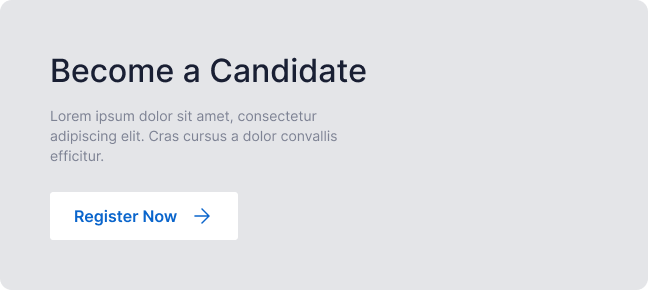 Become a Candidate
Lorem ipsum dolor sit amet, consectetur
adipiscing elit. Cras cursus a dolor convallis
efficitur.
Register Now